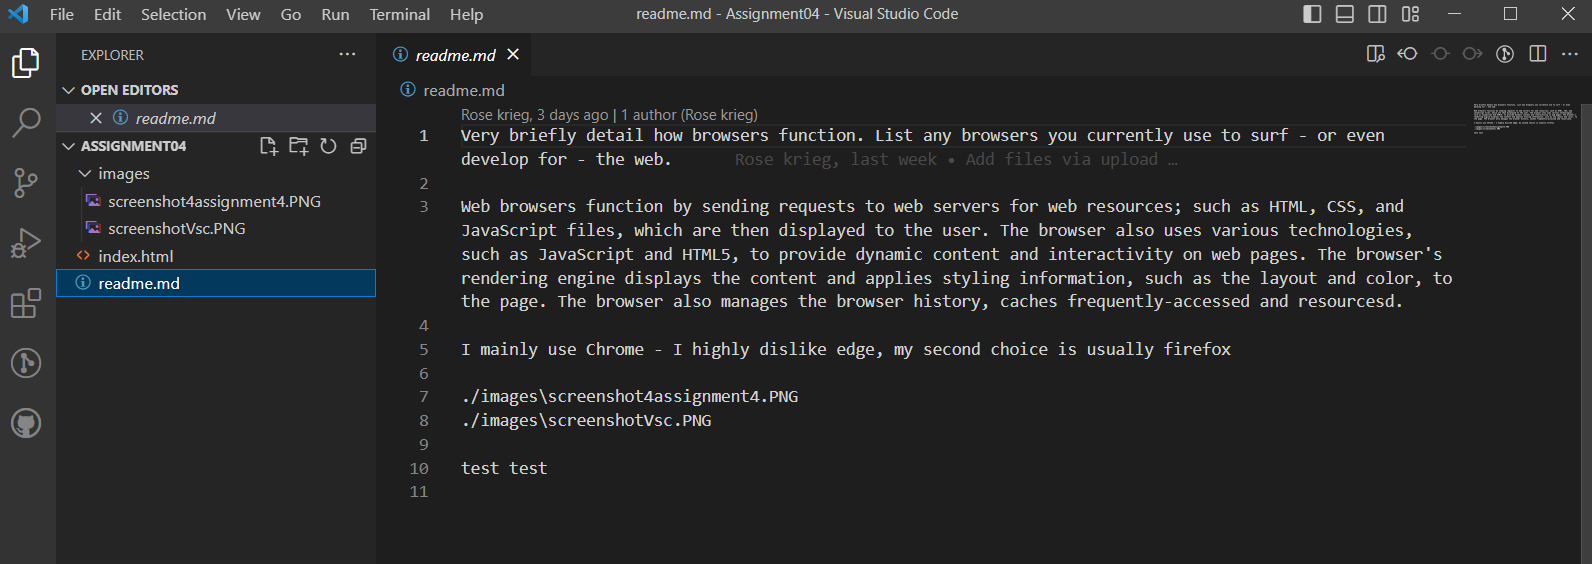 File Edit Selection View Go Run Terminal Help readme.md - Assignment04 - Visual Studio Code
EXPLORER ···
OPEN EDITORS
readme.md
ASSIGNMENT04
images
screenshot4assignment4.PNG
screenshotVsc.PNG
index.html
readme.md
readme.md
readme.md
Rose krieg, 3 days ago | 1 author (Rose krieg)
1 Very briefly detail how browsers function. List any browsers you currently use to surf - or even
develop for - the web. Rose krieg, last week • Add files via upload …
2
3 Web browsers function by sending requests to web servers for web resources; such as HTML, CSS, and
JavaScript files, which are then displayed to the user. The browser also uses various technologies,
such as JavaScript and HTML5, to provide dynamic content and interactivity on web pages. The browser's
rendering engine displays the content and applies styling information, such as the layout and color, to
the page. The browser also manages the browser history, caches frequently-accessed and resourcesd.
4
5 I mainly use Chrome - I highly dislike edge, my second choice is usually firefox
6
7 ./images\screenshot4assignment4.PNG
8 ./images\screenshotVsc.PNG
9
10 test test
11